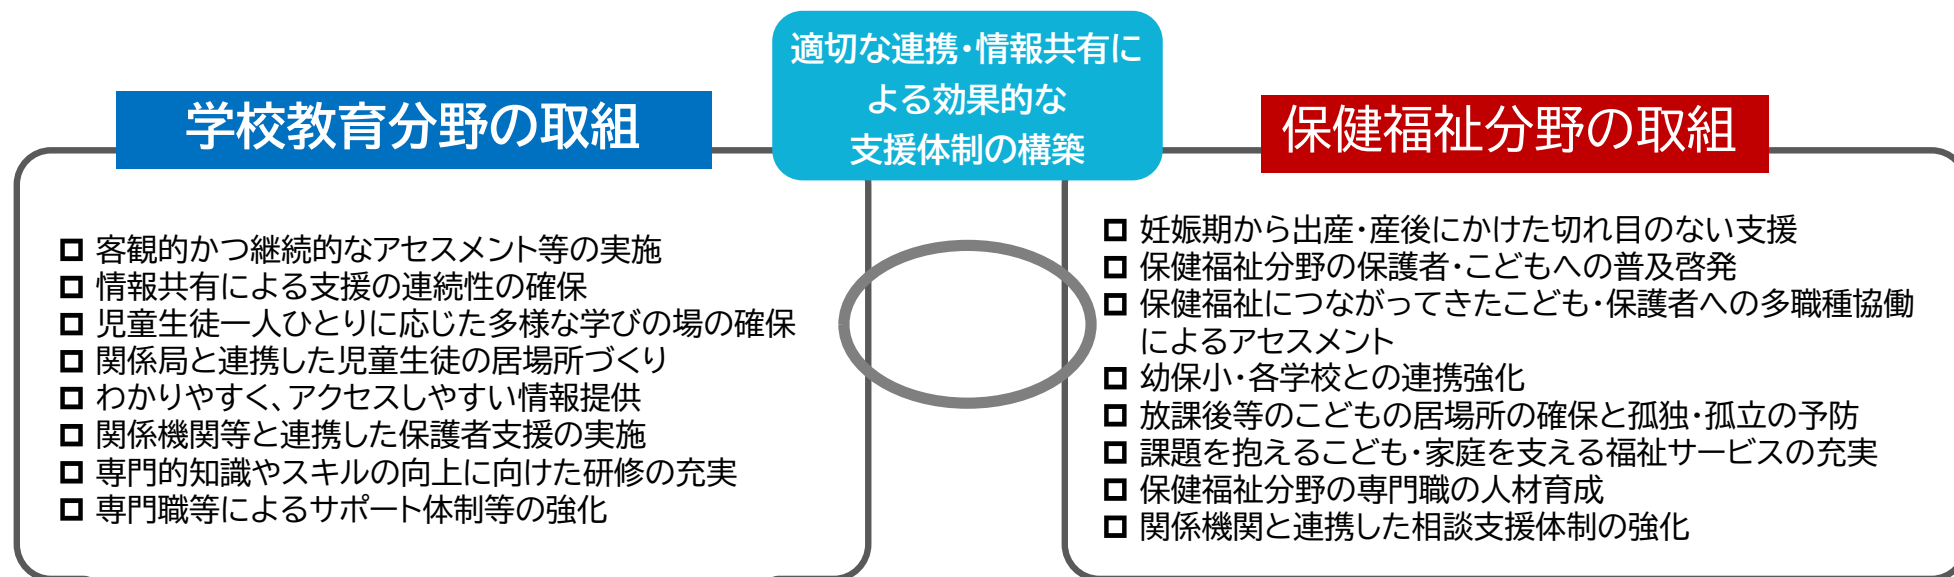 適切な連携・情報共有に
よる効果的な
支援体制の構築
学校教育分野の取組
□ 客観的かつ継続的なアセスメント等の実施
□ 情報共有による支援の連続性の確保
□ 児童生徒一人ひとりに応じた多様な学びの場の確保
□ 関係局と連携した児童生徒の居場所づくり
□ わかりやすく、アクセスしやすい情報提供
□ 関係機関等と連携した保護者支援の実施
□ 専門的知識やスキルの向上に向けた研修の充実
□ 専門職等によるサポート体制等の強化
保健福祉分野の取組
□ 妊娠期から出産・産後にかけた切れ目のない支援
□ 保健福祉分野の保護者・こどもへの普及啓発
□ 保健福祉につながってきたこども・保護者への多職種協働
によるアセスメント
□ 幼保小・各学校との連携強化
□ 放課後等のこどもの居場所の確保と孤独・孤立の予防
□ 課題を抱えるこども・家庭を支える福祉サービスの充実
□ 保健福祉分野の専門職の人材育成
□ 関係機関と連携した相談支援体制の強化